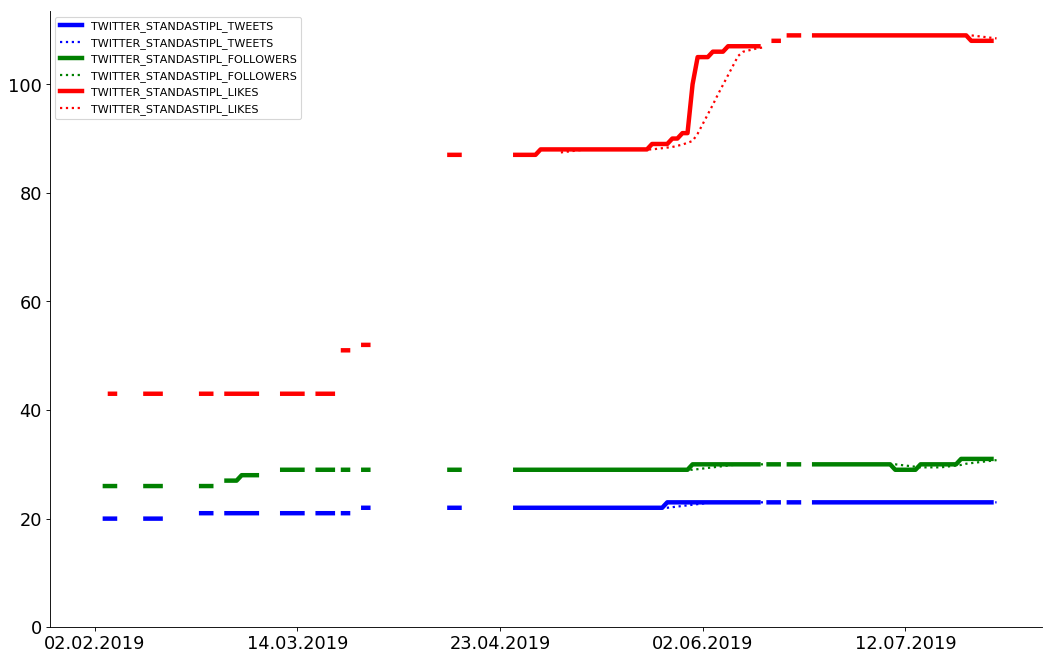 TWITTER_STANDASTIPL_TWEETS
TWITTER_STANDASTIPL_TWEETS
TWITTER_STANDASTIPL_FOLLOWERS
TWITTER_STANDASTIPL_FOLLOWERS
TWITTER_STANDASTIPL_LIKES
TWITTER_STANDASTIPL_LIKES
100
80
60
40
20
0
02.02.2019 14.03.2019 23.04.2019 02.06.2019 12.07.2019